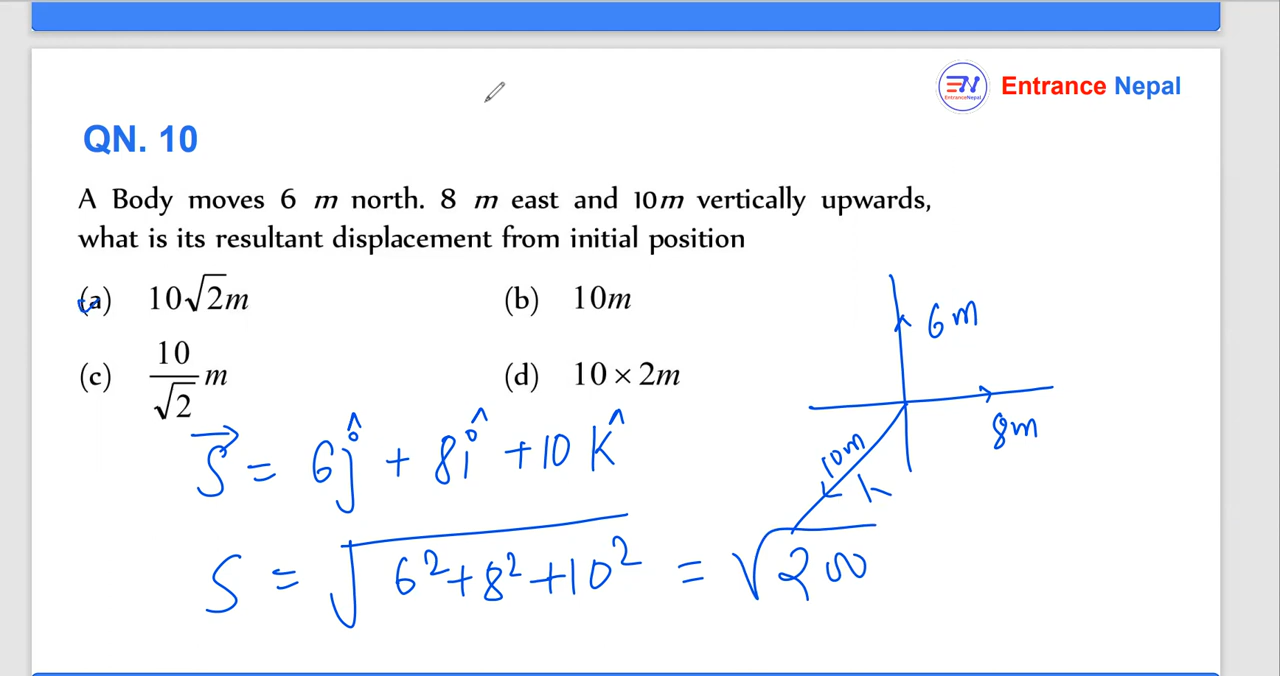 Entrance Nepal
EntranceNepal
QN. 10
A Body moves 6 m north. 8 m east and 10m vertically upwards,
what is its resultant displacement from initial position
(a) 10√2m (b) 10m
(c) 10/√2 m (d) 10 × 2m
6m
8m
10m
k
S⃗ = 6ĵ + 8î + 10 K̂
S = √(6² + 8² + 10²) = √200